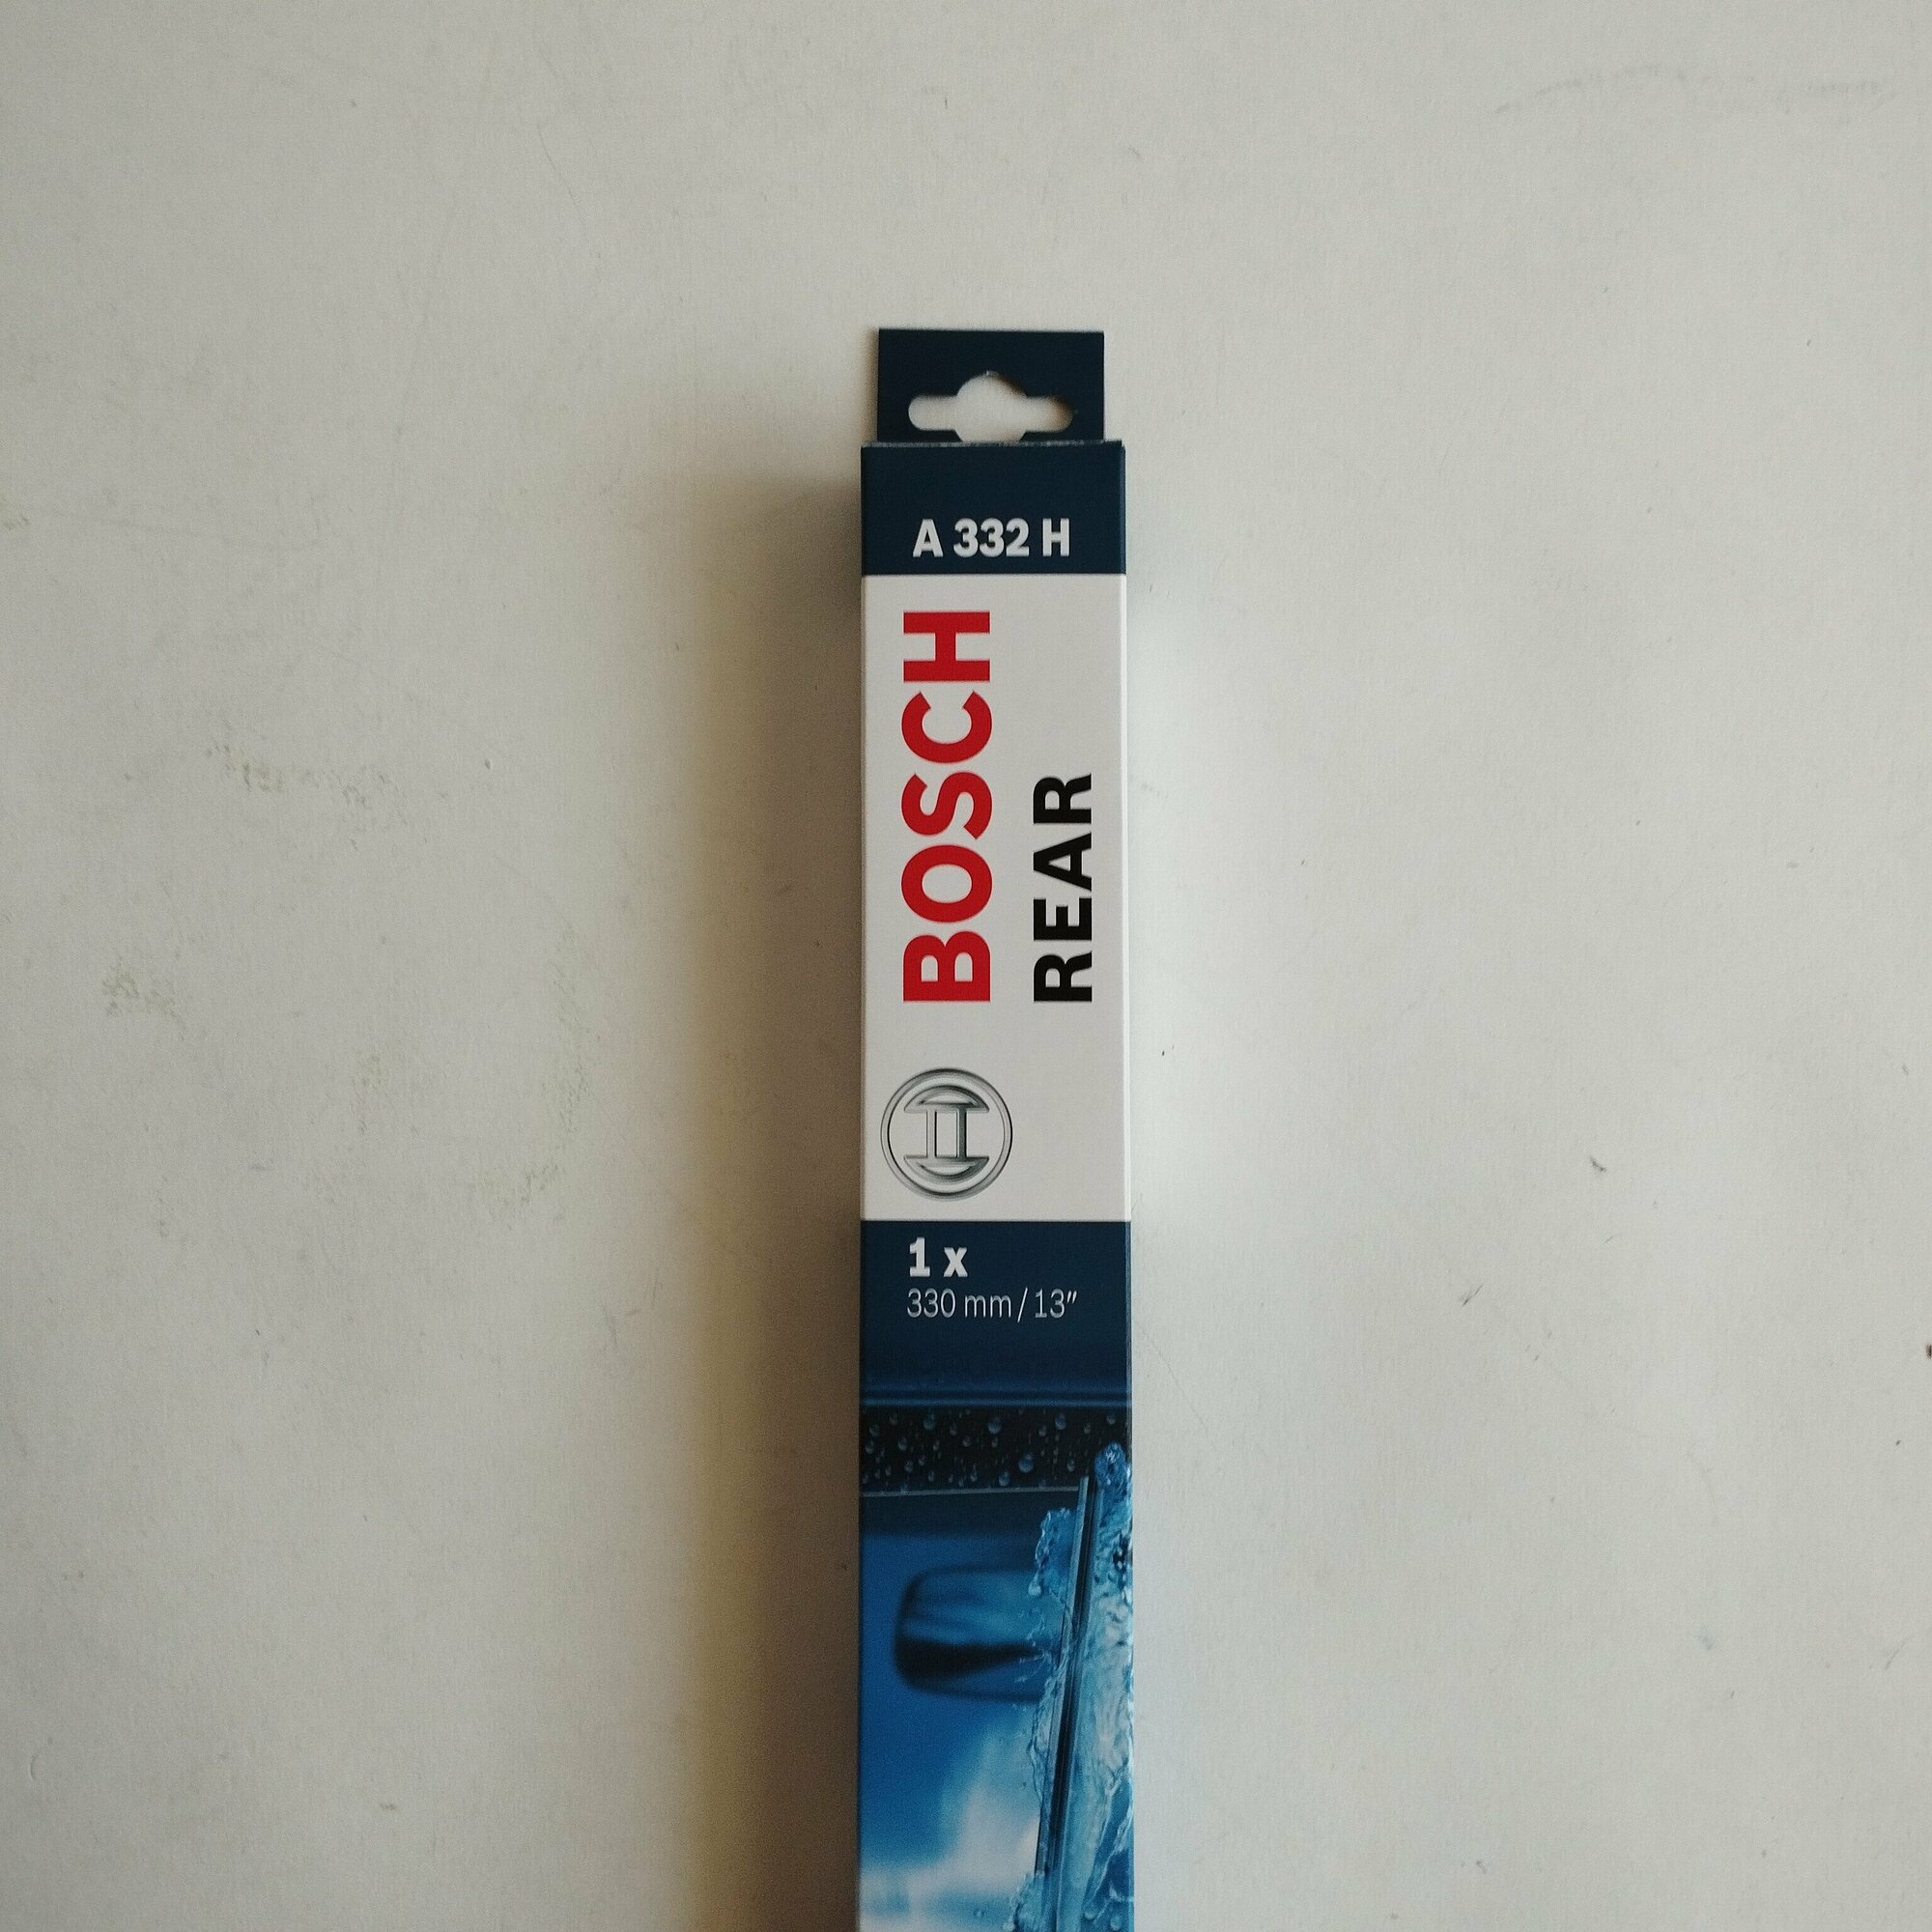 A 332 H
BOSCH
REAR
1 x
330 mm / 13"